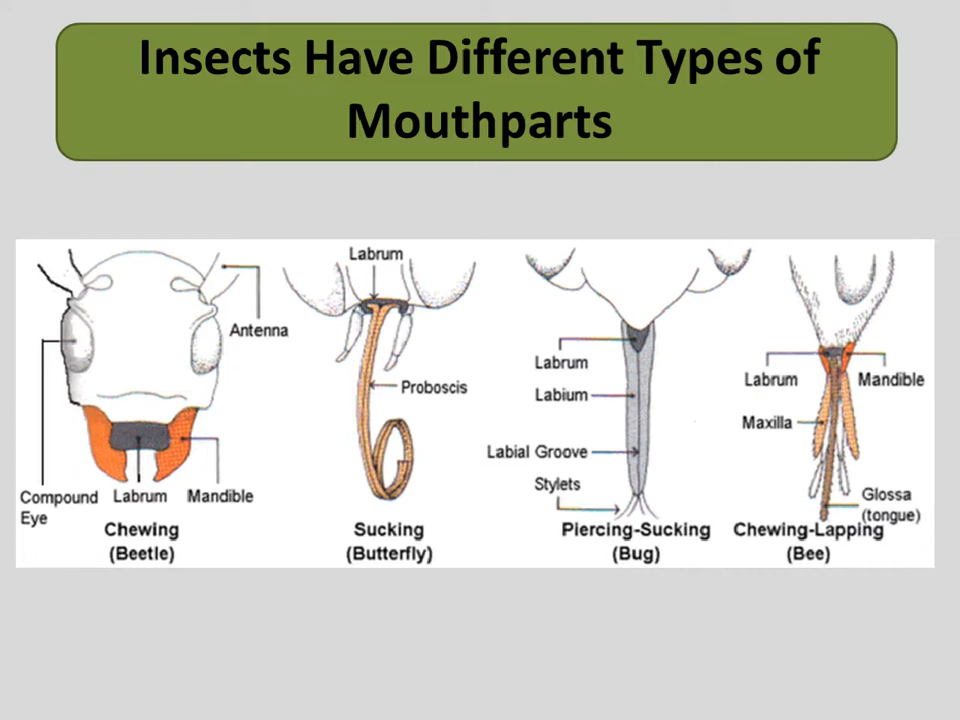 Insects Have Different Types of
Mouthparts
Labrum
Antenna
Proboscis
Compound
Eye
Labrum
Mandible
Chewing
(Beetle)
Sucking
(Butterfly)
Labrum
Labium
Labial Groove
Stylets
Piercing-Sucking
(Bug)
Labrum
Mandible
Maxilla
Glossa
(tongue)
Chewing-Lapping
(Bee)